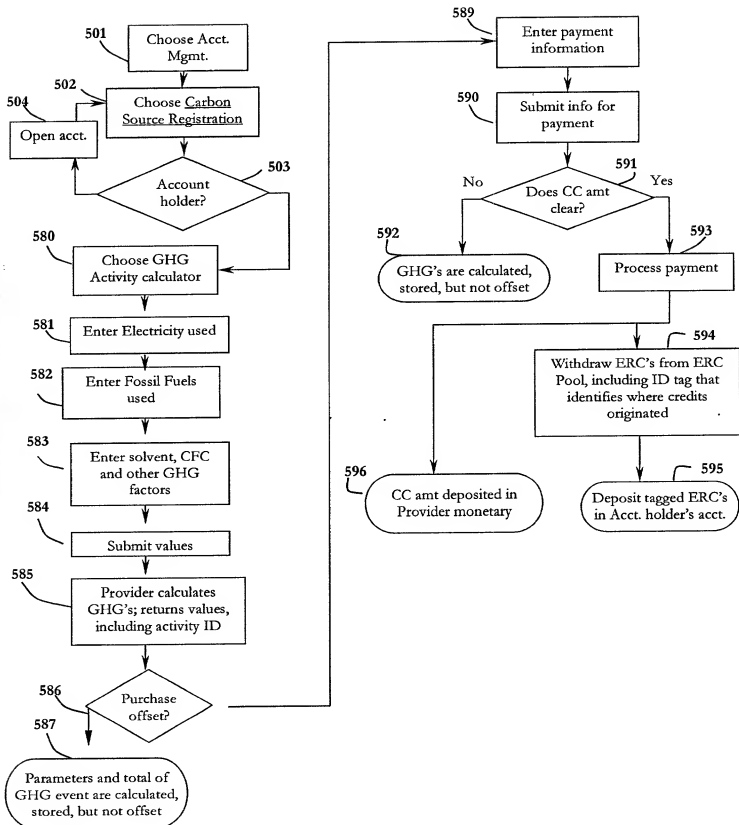 501
Choose Acct.
Mgmt.
502
Choose Carbon
Source Registration
504
Open acct.
503
Account
holder?
580
Choose GHG
Activity calculator
581
Enter Electricity used
582
Enter Fossil Fuels
used
583
Enter solvent, CFC
and other GHG
factors
584
Submit values
585
Provider calculates
GHG's; returns values,
including activity ID
586
Purchase
offset?
587
Parameters and total of
GHG event are calculated,
stored, but not offset
589
Enter payment
information
590
Submit info for
payment
591
No
Does CC amt
clear?
Yes
592
GHG's are calculated,
stored, but not offset
593
Process payment
594
Withdraw ERC's from ERC
Pool, including ID tag that
identifies where credits
originated
596
CC amt deposited in
Provider monetary
595
Deposit tagged ERC's
in Acct. holder's acct.